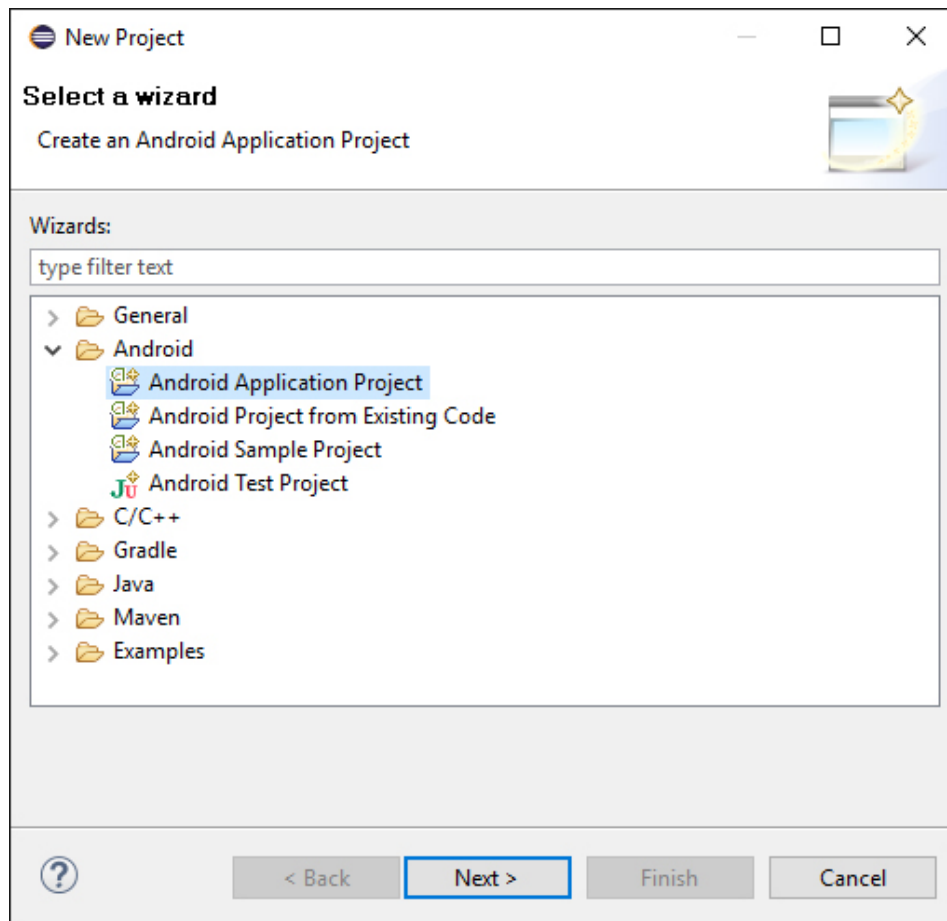 New Project
Select a wizard
Create an Android Application Project
Wizards:
type filter text
General
Android
Android Application Project
Android Project from Existing Code
Android Sample Project
Android Test Project
C/C++
Gradle
Java
Maven
Examples
? < Back Next > Finish Cancel